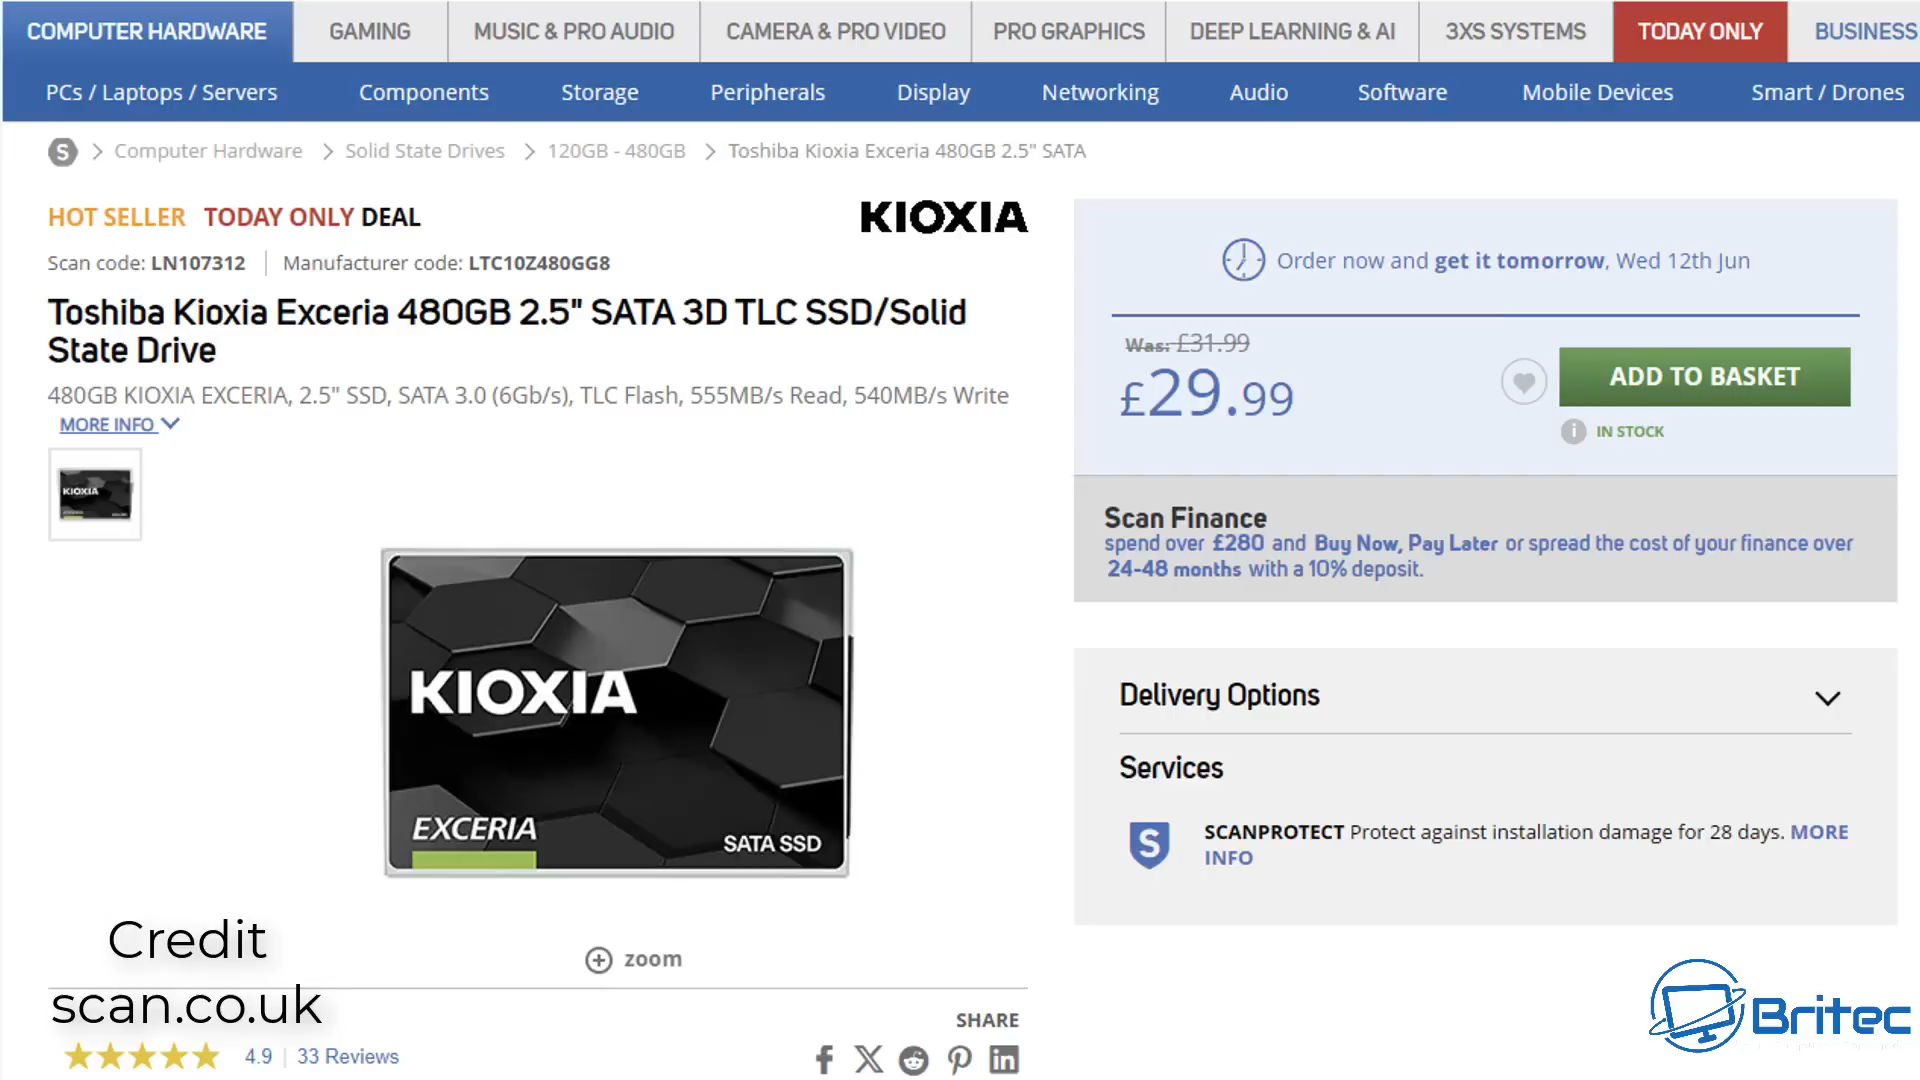 COMPUTER HARDWARE GAMING MUSIC & PRO AUDIO CAMERA & PRO VIDEO PRO GRAPHICS DEEP LEARNING & AI 3XS SYSTEMS TODAY ONLY BUSINESS
PCs / Laptops / Servers Components Storage Peripherals Display Networking Audio Software Mobile Devices Smart / Drones
S > Computer Hardware > Solid State Drives > 120GB - 480GB > Toshiba Kioxia Exceria 480GB 2.5" SATA
HOT SELLER TODAY ONLY DEAL
KIOXIA
Scan code: LN107312 | Manufacturer code: LTC10Z480GG8
Toshiba Kioxia Exceria 480GB 2.5" SATA 3D TLC SSD/Solid
State Drive
480GB KIOXIA EXCERIA, 2.5" SSD, SATA 3.0 (6Gb/s), TLC Flash, 555MB/s Read, 540MB/s Write
MORE INFO
KIOXIA
KIOXIA
EXCERIA
SATA SSD
zoom
Credit
scan.co.uk
SHARE
4.9 | 33 Reviews
Order now and get it tomorrow, Wed 12th Jun
Was: £31.99
£29.99
ADD TO BASKET
IN STOCK
Scan Finance
spend over £280 and Buy Now, Pay Later or spread the cost of your finance over
24-48 months with a 10% deposit.
Delivery Options
Services
S
SCANPROTECT Protect against installation damage for 28 days. MORE
INFO
Britec